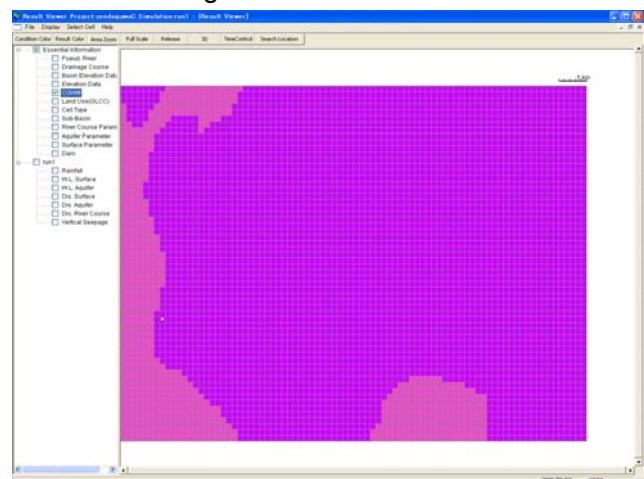 Result Viewer Project:sendogawaC Simulation:run1 - [Result Viewer]
File Display Select Cell Help
Condition Color Result Color Area Zoom Full Scale Release 3D TimeControl Search Location
Essential Information
Pseud. River
Drainage Course
Basin Elevation Data
Elevation Data
Land Use(GLCC)
Cell Type
Sub-Basin
River Course Param
Aquifer Parameter
Surface Parameter
Dam
run1
Rainfall
W.L. Surface
W.L. Aquifer
Dis. Surface
Dis. Aquifer
Dis. River Course
Vertical Seepage
5 km